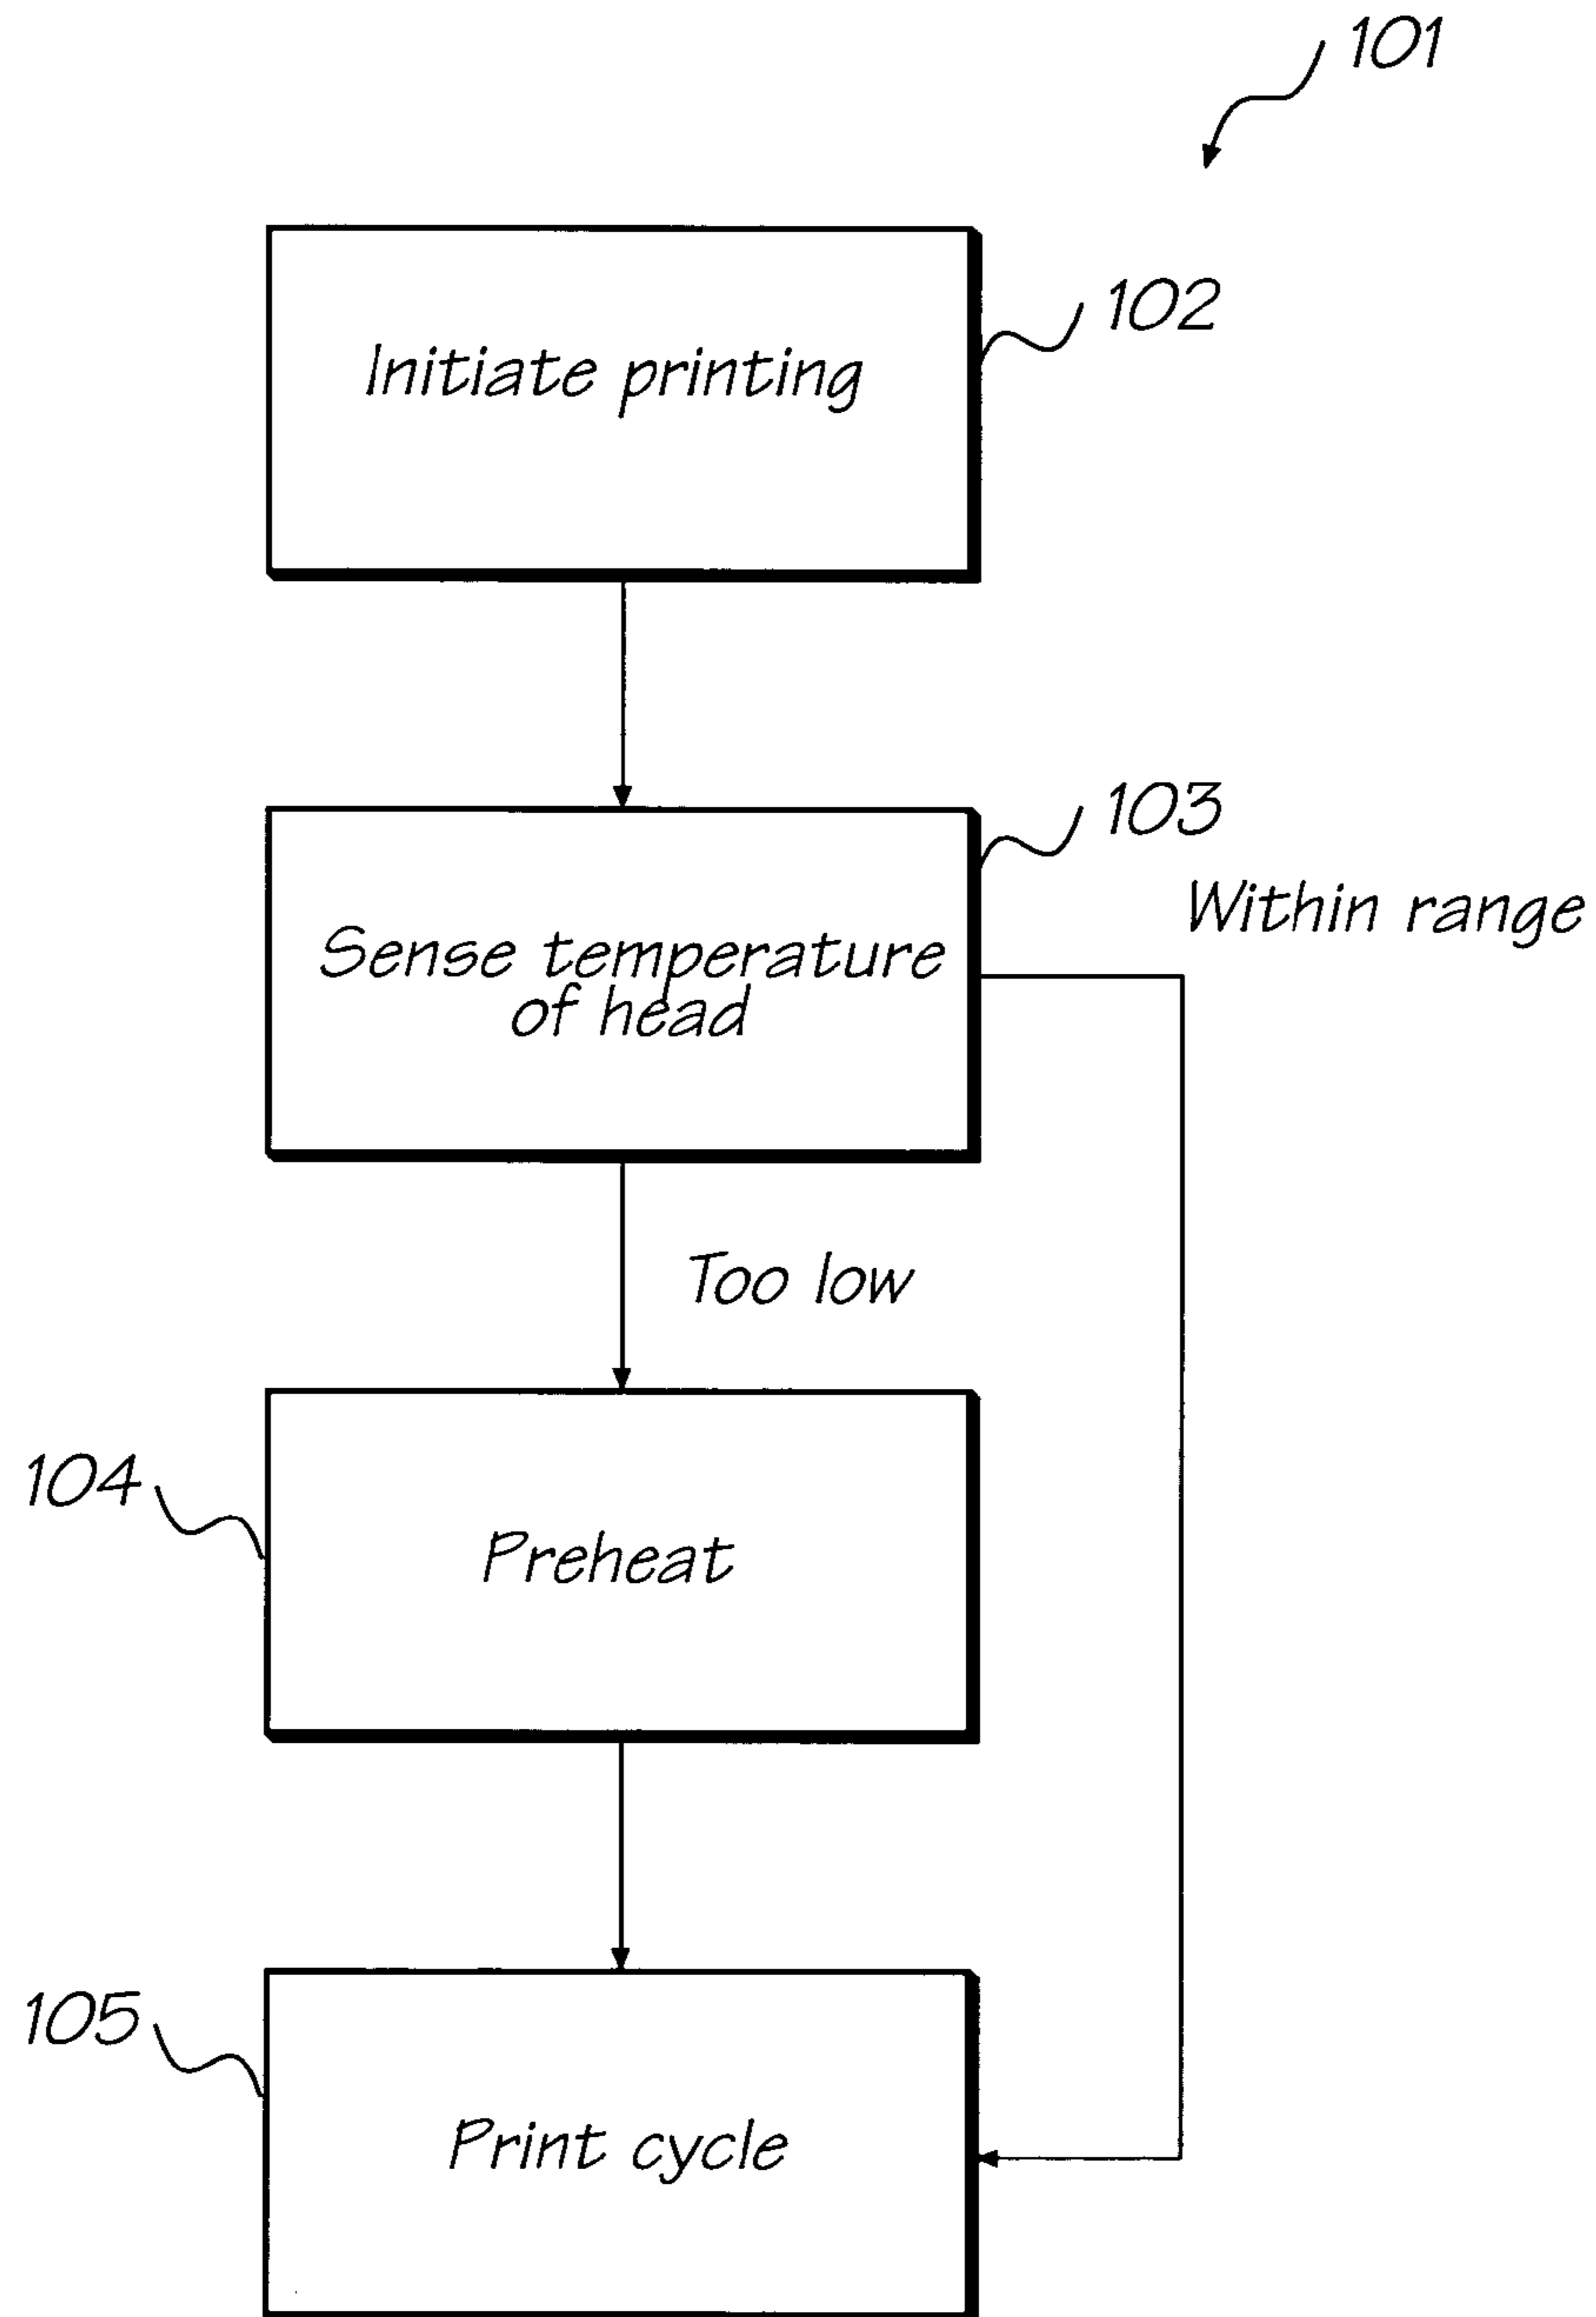 101
Initiate printing
102
103
Within range
Sense temperature
of head
Too low
104
Preheat
105
Print cycle